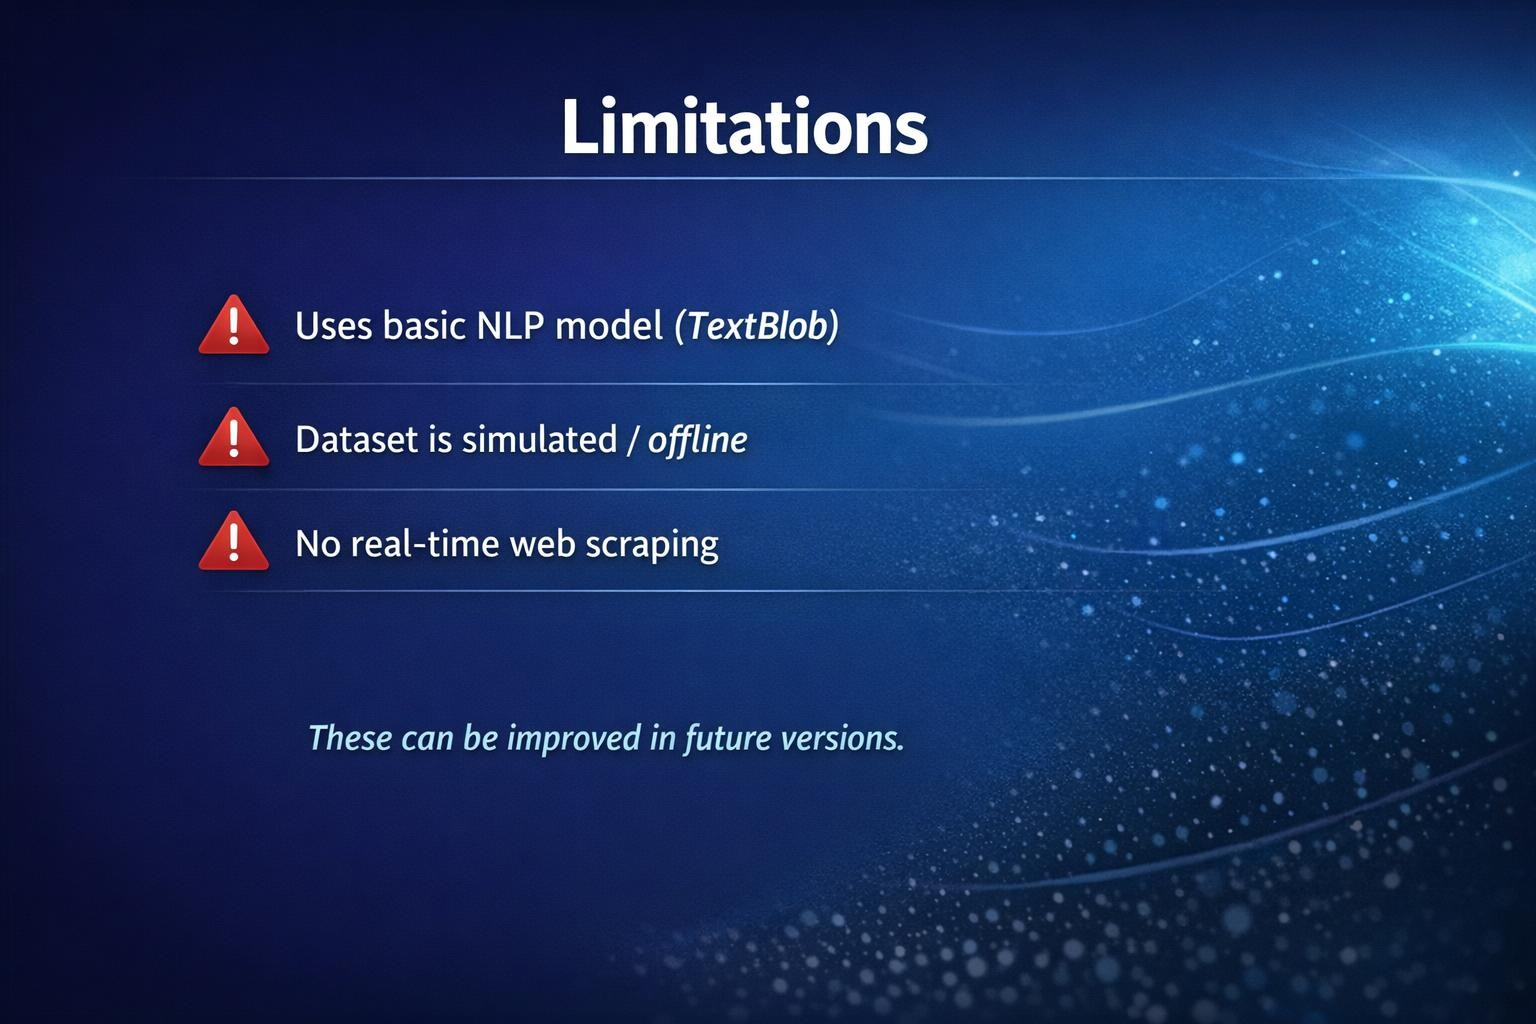 Limitations
Uses basic NLP model (TextBlob)
Dataset is simulated / offline
No real-time web scraping
These can be improved in future versions.